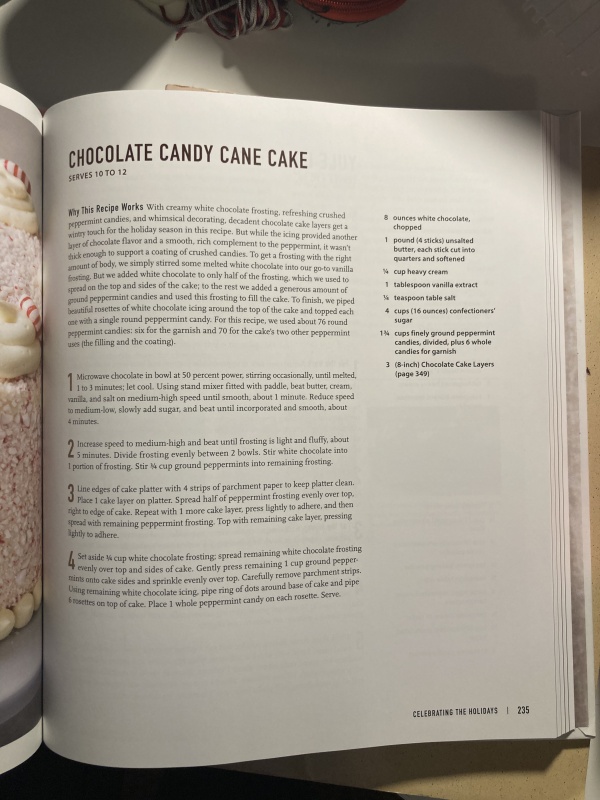 CHOCOLATE CANDY CANE CAKE
SERVES 10 TO 12
Why This Recipe Works With creamy white chocolate frosting, refreshing crushed
peppermint candies, and whimsical decorating, decadent chocolate cake layers get a
wintry touch for the holiday season in this recipe. But while the icing provided another
layer of chocolate flavor and a smooth, rich complement to the peppermint, it wasn't
thick enough to support a coating of crushed candies. To get a frosting with the right
amount of body, we simply stirred some melted white chocolate into our go-to vanilla
frosting. But we added white chocolate to only half of the frosting, which we used to
spread on the top and sides of the cake; to the rest we added a generous amount of
ground peppermint candies and used this frosting to fill the cake. To finish, we piped
beautiful rosettes of white chocolate icing around the top of the cake and topped each
one with a single round peppermint candy. For this recipe, we used about 76 round
peppermint candies: six for the garnish and 70 for the cake's two other peppermint
uses (the filling and the coating).
1 Microwave chocolate in bowl at 50 percent power, stirring occasionally, until melted,
1 to 3 minutes; let cool. Using stand mixer fitted with paddle, beat butter, cream,
vanilla, and salt on medium-high speed until smooth, about 1 minute. Reduce speed
to medium-low, slowly add sugar, and beat until incorporated and smooth, about
4 minutes.
2 Increase speed to medium-high and beat until frosting is light and fluffy, about
5 minutes. Divide frosting evenly between 2 bowls. Stir white chocolate into
1 portion of frosting. Stir ¾ cup ground peppermints into remaining frosting.
3 Line edges of cake platter with 4 strips of parchment paper to keep platter clean.
Place 1 cake layer on platter. Spread half of peppermint frosting evenly over top,
right to edge of cake. Repeat with 1 more cake layer, press lightly to adhere, and then
spread with remaining peppermint frosting. Top with remaining cake layer, pressing
lightly to adhere.
4 Set aside ¾ cup white chocolate frosting; spread remaining white chocolate frosting
evenly over top and sides of cake. Gently press remaining 1 cup ground pepper-
mints onto cake sides and sprinkle evenly over top. Carefully remove parchment strips.
Using remaining white chocolate icing, pipe ring of dots around base of cake and pipe
6 rosettes on top of cake. Place 1 whole peppermint candy on each rosette. Serve.
8 ounces white chocolate,
chopped
1 pound (4 sticks) unsalted
butter, each stick cut into
quarters and softened
¼ cup heavy cream
1 tablespoon vanilla extract
¼ teaspoon table salt
4 cups (16 ounces) confectioners'
sugar
1¾ cups finely ground peppermint
candies, divided, plus 6 whole
candies for garnish
3 (8-inch) Chocolate Cake Layers
(page 349)
CELEBRATING THE HOLIDAYS | 235